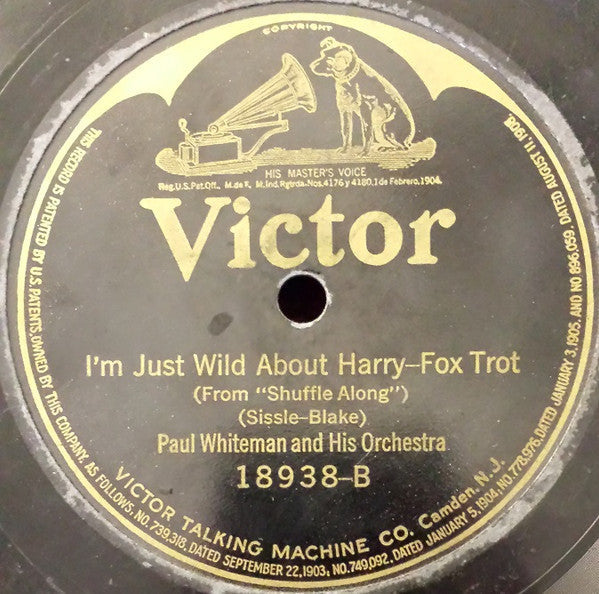 COPYRIGHT
HIS MASTER'S VOICE
Reg.U.S.Pat.Off., M.de F., M.Ind.Rgtrda-Nos.4176 y 4180,1 de Febrero,1904.
Victor
I'm Just Wild About Harry–Fox Trot
(From "Shuffle Along")
(Sissle–Blake)
Paul Whiteman and His Orchestra
18938–B
VICTOR TALKING MACHINE CO. Camden, N.J.
THIS RECORD IS PATENTED BY U.S PATENTS, OWNED BY THIS COMPANY, AS FOLLOWS, NO. 739,318, DATED SEPTEMBER 22, 1903; NO. 749,092, DATED JANUARY 5, 1904, NO. 778,976, DATED JANUARY 3, 1905. AND NO. 896,059. DATED AUGUST 11, 1908.